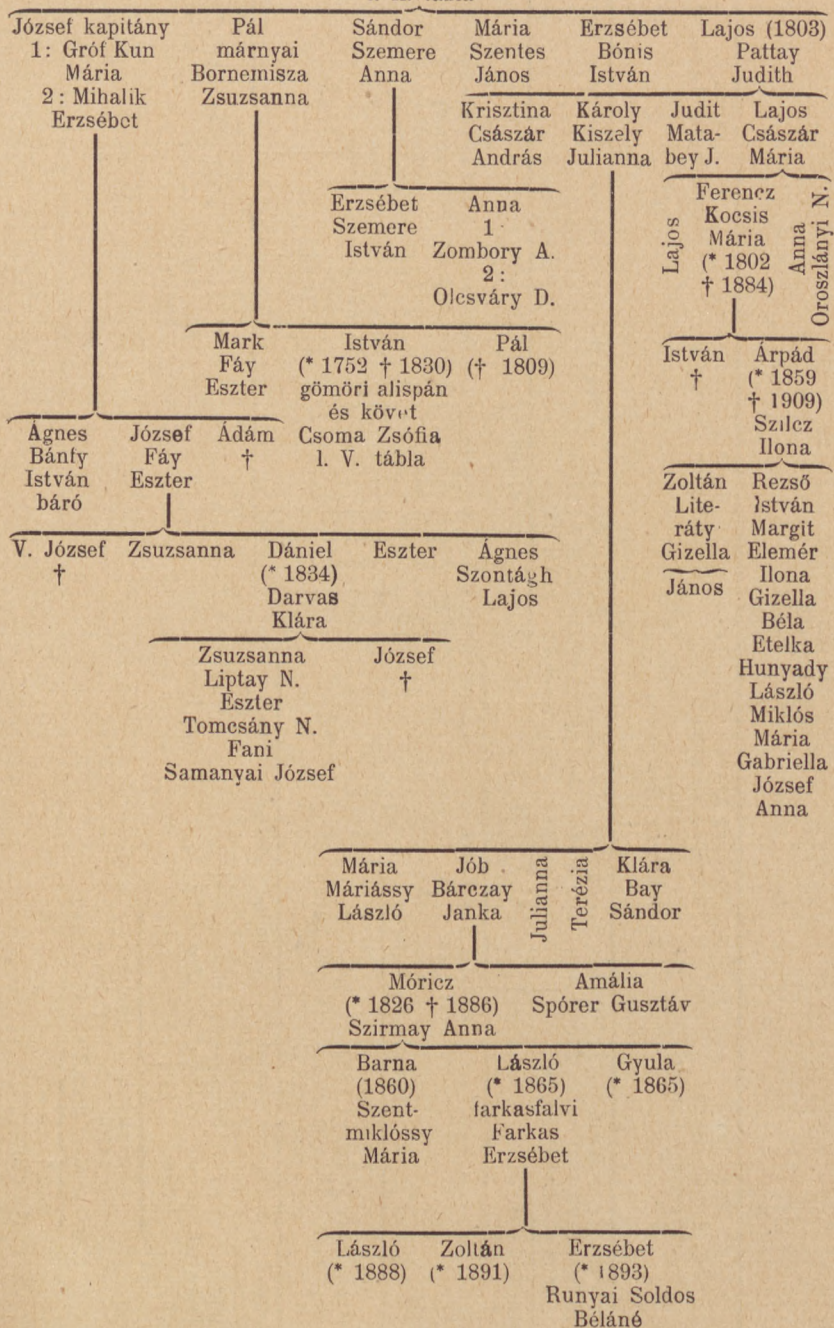 József kapitány
1: Gróf Kun
Mária
2: Mihalik
Erzsébet
Pál
márnyai
Bornemisza
Zsuzsanna
Sándor
Szemere
Anna
Mária
Szentes
János
Erzsébet
Bónis
István
Lajos (1803)
Pattay
Judith
Krisztina
Császár
András
Károly
Kiszely
Julianna
Judit
Mata-
bey J.
Lajos
Császár
Mária
Erzsébet
Szemere
István
Anna
1
Zombory A.
2:
Olcsváry D.
Lajos
Ferencz
Kocsis
Mária
(* 1802
† 1884)
Anna
Oroszlányi N.
Mark
Fáy
Eszter
István
(* 1752 † 1830)
gömöri alispán
és követ
Csoma Zsófia
l. V. tábla
Pál
(† 1809)
István
†
Árpád
(* 1859
† 1909)
Szilcz
Ilona
Ágnes
Bánfy
István
báró
József
Fáy
Eszter
Ádám
†
Zoltán
Lite-
ráty
Gizella
János
Rezső
István
Margit
Elemér
Ilona
Gizella
Béla
Etelka
Hunyady
László
Miklós
Mária
Gabriella
József
Anna
V. József
†
Zsuzsanna
Dániel
(* 1834)
Darvas
Klára
Eszter
Ágnes
Szontágh
Lajos
Zsuzsanna
Liptay N.
Eszter
Tomcsány N.
Fani
Samanyai József
József
†
Mária
Máriássy
László
Jób
Bárczay
Janka
Julianna
Terézia
Klára
Bay
Sándor
Móricz
(* 1826 † 1886)
Szirmay Anna
Amália
Spórer Gusztáv
Barna
(1860)
Szent-
miklóssy
Mária
László
(* 1865)
farkasfalvi
Farkas
Erzsébet
Gyula
(* 1865)
László
(* 1888)
Zoltán
(* 1891)
Erzsébet
(* 1893)
Runyai Soldos
Béláné